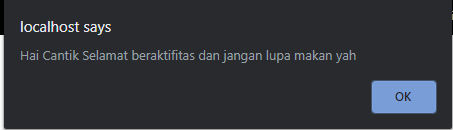 localhost says
Hai Cantik Selamat beraktifitas dan jangan lupa makan yah
OK